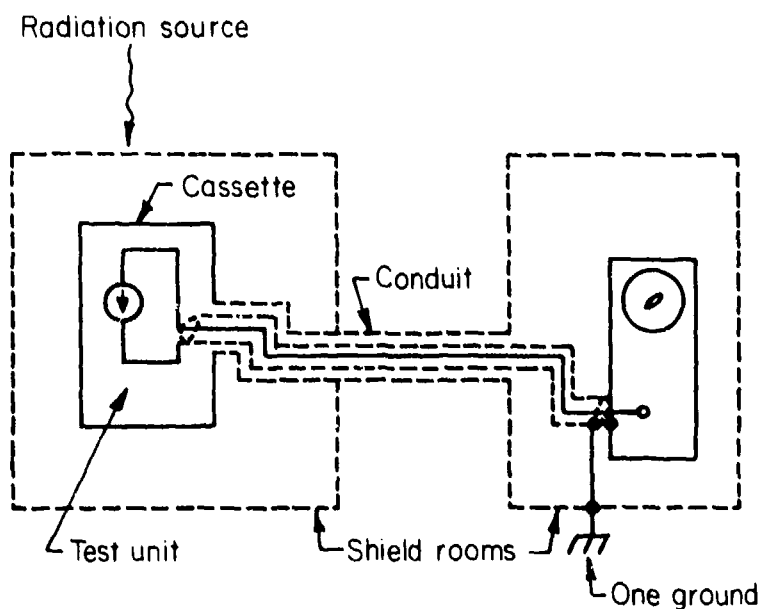 Radiation source
Cassette
Conduit
Test unit
Shield rooms
One ground